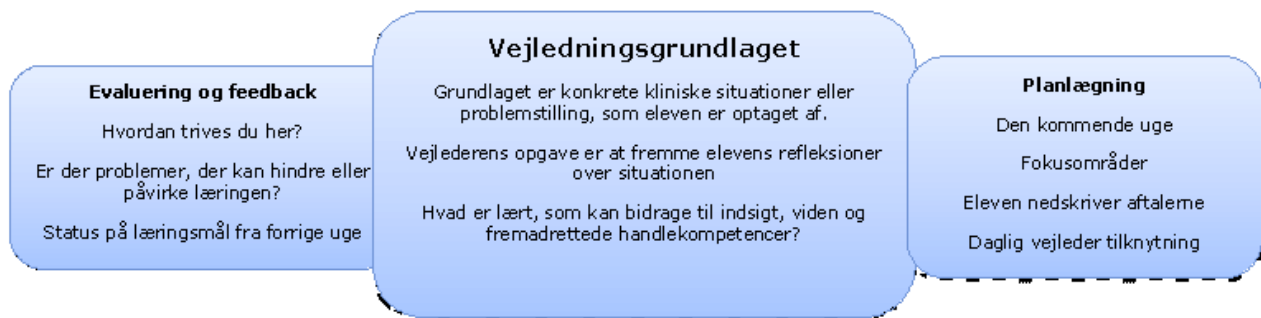 Evaluering og feedback
Hvordan trives du her?
Er der problemer, der kan hindre eller
påvirke læringen?
Status på læringsmål fra forrige uge
Vejledningsgrundlaget
Grundlaget er konkrete kliniske situationer eller
problemstilling, som eleven er optaget af.
Vejlederens opgave er at fremme elevens refleksioner
over situationen
Hvad er lært, som kan bidrage til indsigt, viden og
fremadrettede handlekompetencer?
Planlægning
Den kommende uge
Fokusområder
Eleven nedskriver aftalerne
Daglig vejleder tilknytning